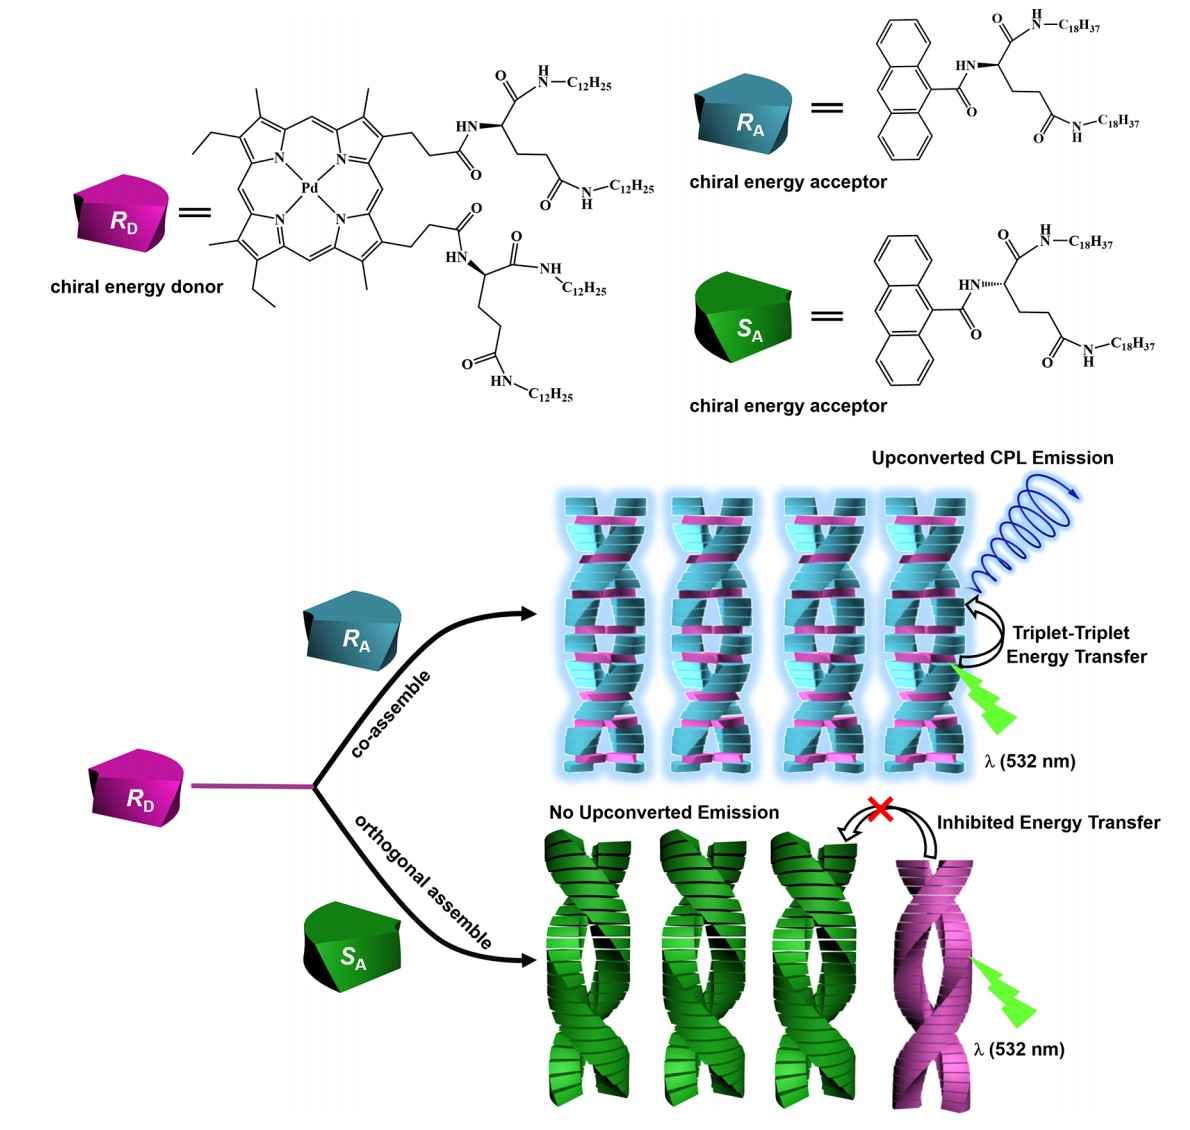 R_D
=
chiral energy donor
N
N
Pd
N
N
HN
O
H
N
C12H25
O
O
N
H
C12H25
O
HN
O
NH
C12H25
O
HN
C12H25
R_A
=
HN
O
O
H
N
C18H37
O
N
H
C18H37
chiral energy acceptor
S_A
=
HN
O
O
H
N
C18H37
O
N
H
C18H37
chiral energy acceptor
Upconverted CPL Emission
R_A
co-assemble
Triplet-Triplet
Energy Transfer
λ (532 nm)
R_D
No Upconverted Emission
Inhibited Energy Transfer
orthogonal assemble
S_A
λ (532 nm)